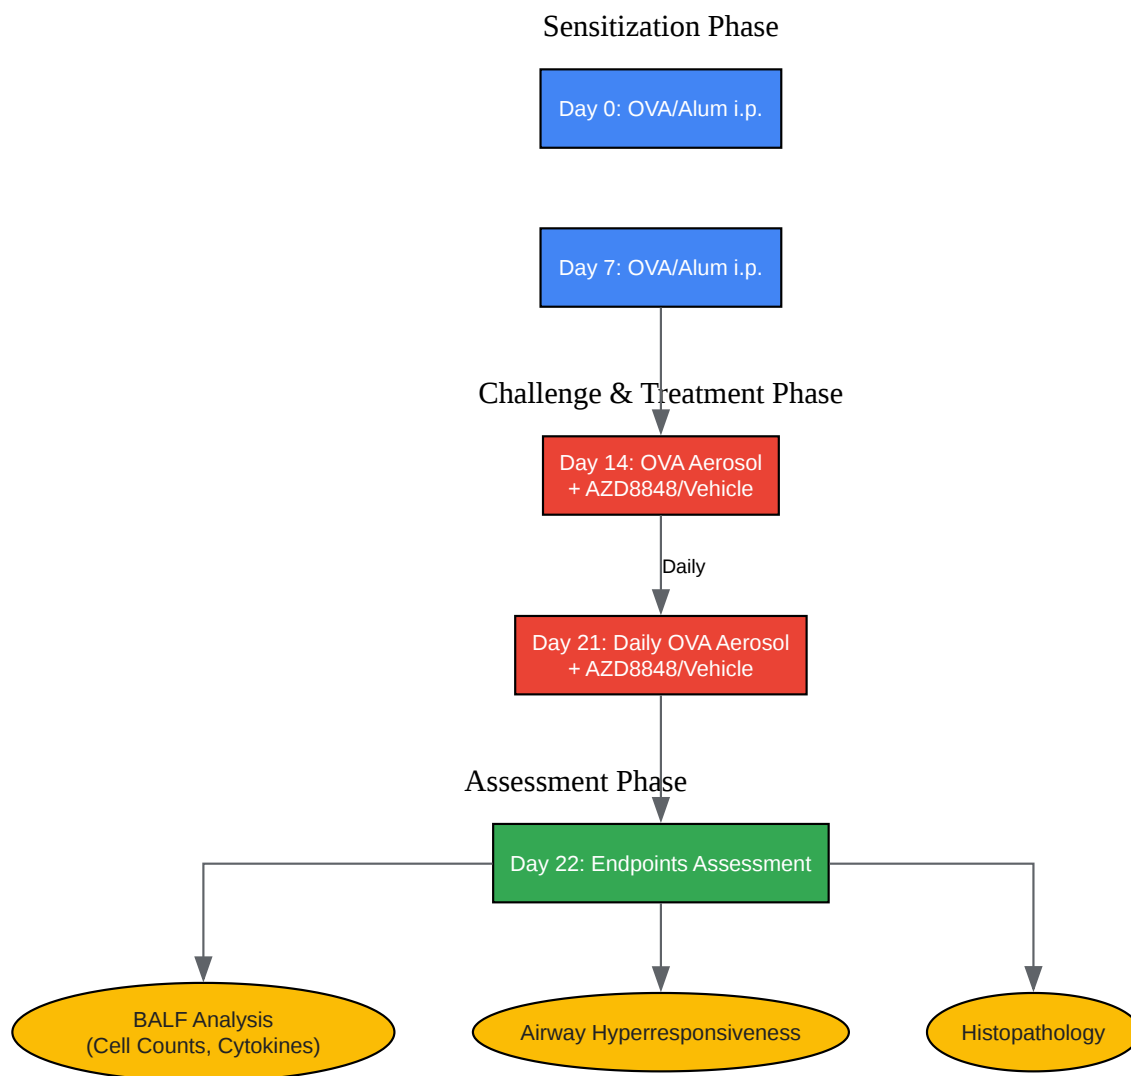 Sensitization Phase
Day 0: OVA/Alum i.p.
Day 7: OVA/Alum i.p.
Challenge & Treatment Phase
Day 14: OVA Aerosol
+ AZD8848/Vehicle
Daily
Day 21: Daily OVA Aerosol
+ AZD8848/Vehicle
Assessment Phase
Day 22: Endpoints Assessment
BALF Analysis
(Cell Counts, Cytokines)
Airway Hyperresponsiveness
Histopathology